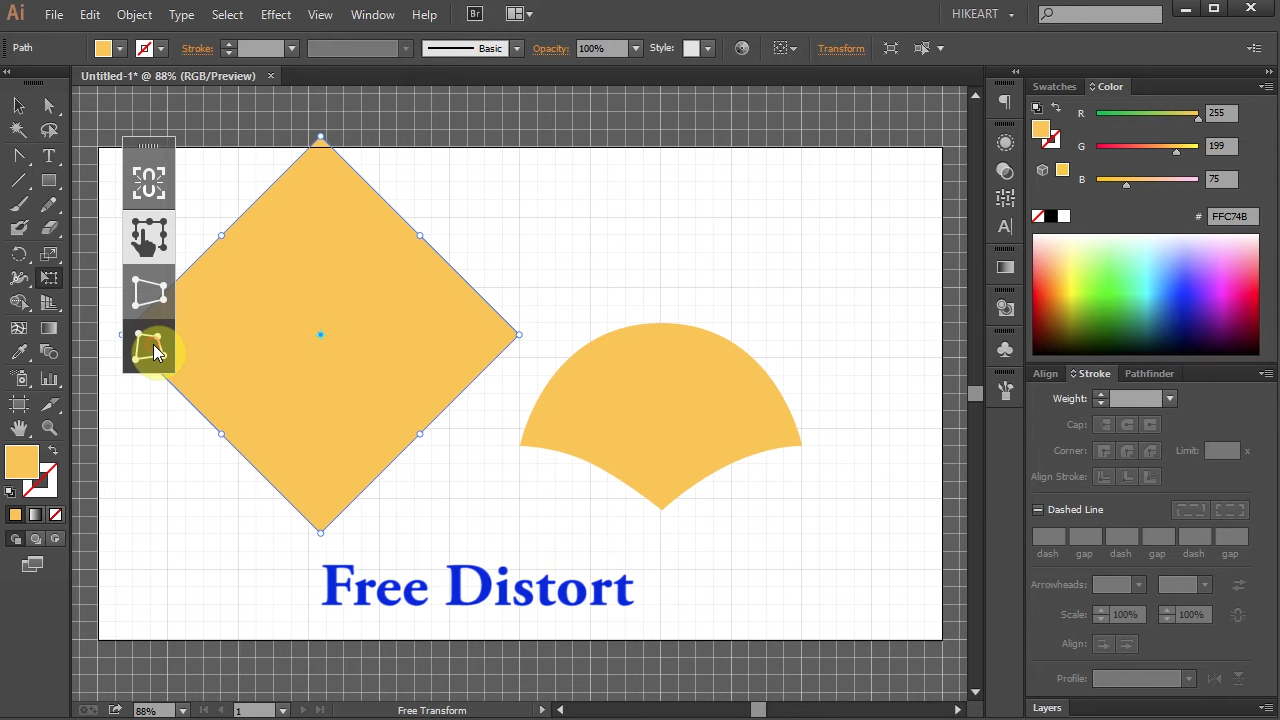 Ai File Edit Object Type Select Effect View Window Help Br HIKEART
Path Stroke: Basic Opacity: 100% Style: Transform
Untitled-1* @ 88% (RGB/Preview) ×
Swatches Color
R 255
G 199
B 75
# FFC74B
Align Stroke Pathfinder
Weight:
Cap:
Corner: Limit: x
Align Stroke:
Dashed Line
dash gap dash gap dash gap
Arrowheads:
Scale: 100% 100%
Align:
Profile:
Layers
Free Distort
88% 1 Free Transform